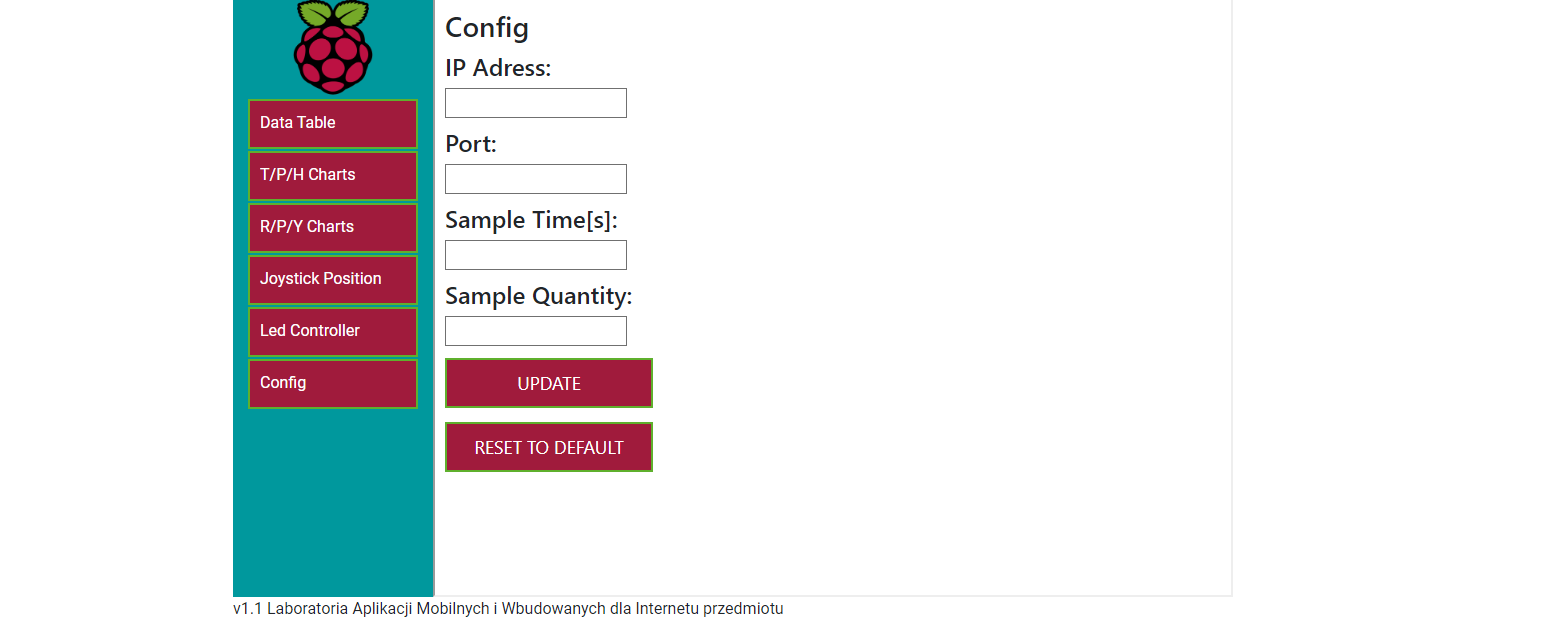 Data Table
T/P/H Charts
R/P/Y Charts
Joystick Position
Led Controller
Config
Config
IP Adress:
Port:
Sample Time[s]:
Sample Quantity:
UPDATE
RESET TO DEFAULT
v1.1 Laboratoria Aplikacji Mobilnych i Wbudowanych dla Internetu przedmiotu